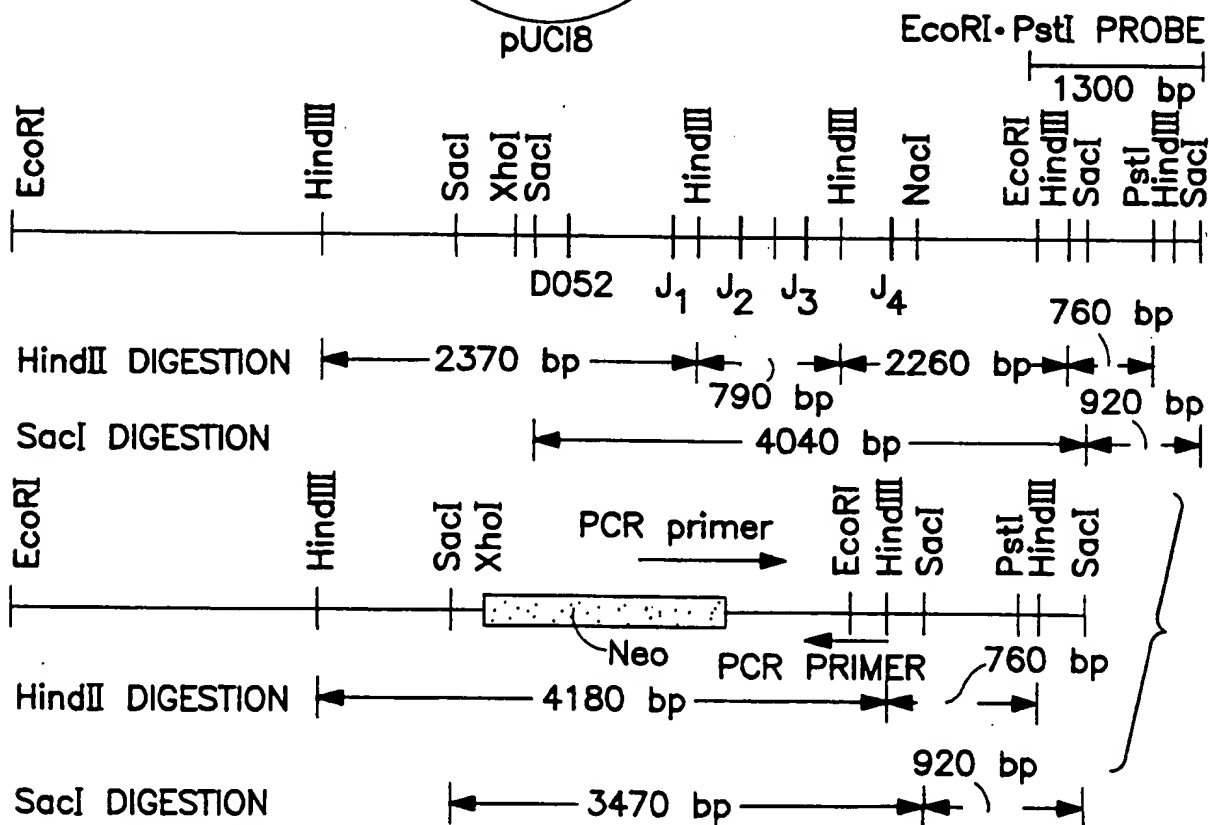 pUC18
EcoRI•PstI PROBE
1300 bp
EcoRI
HindIII
SacI
XhoI
SacI
HindIII
HindIII
NacI
EcoRI
HindIII
SacI
PstI
HindIII
SacI
DO52
J1
J2
J3
J4
760 bp
HindII DIGESTION
2370 bp
2260 bp
790 bp
920 bp
SacI DIGESTION
4040 bp
EcoRI
HindIII
SacI
XhoI
PCR primer
EcoRI
HindIII
SacI
PstI
HindIII
SacI
Neo
PCR PRIMER
760 bp
HindII DIGESTION
4180 bp
920 bp
SacI DIGESTION
3470 bp